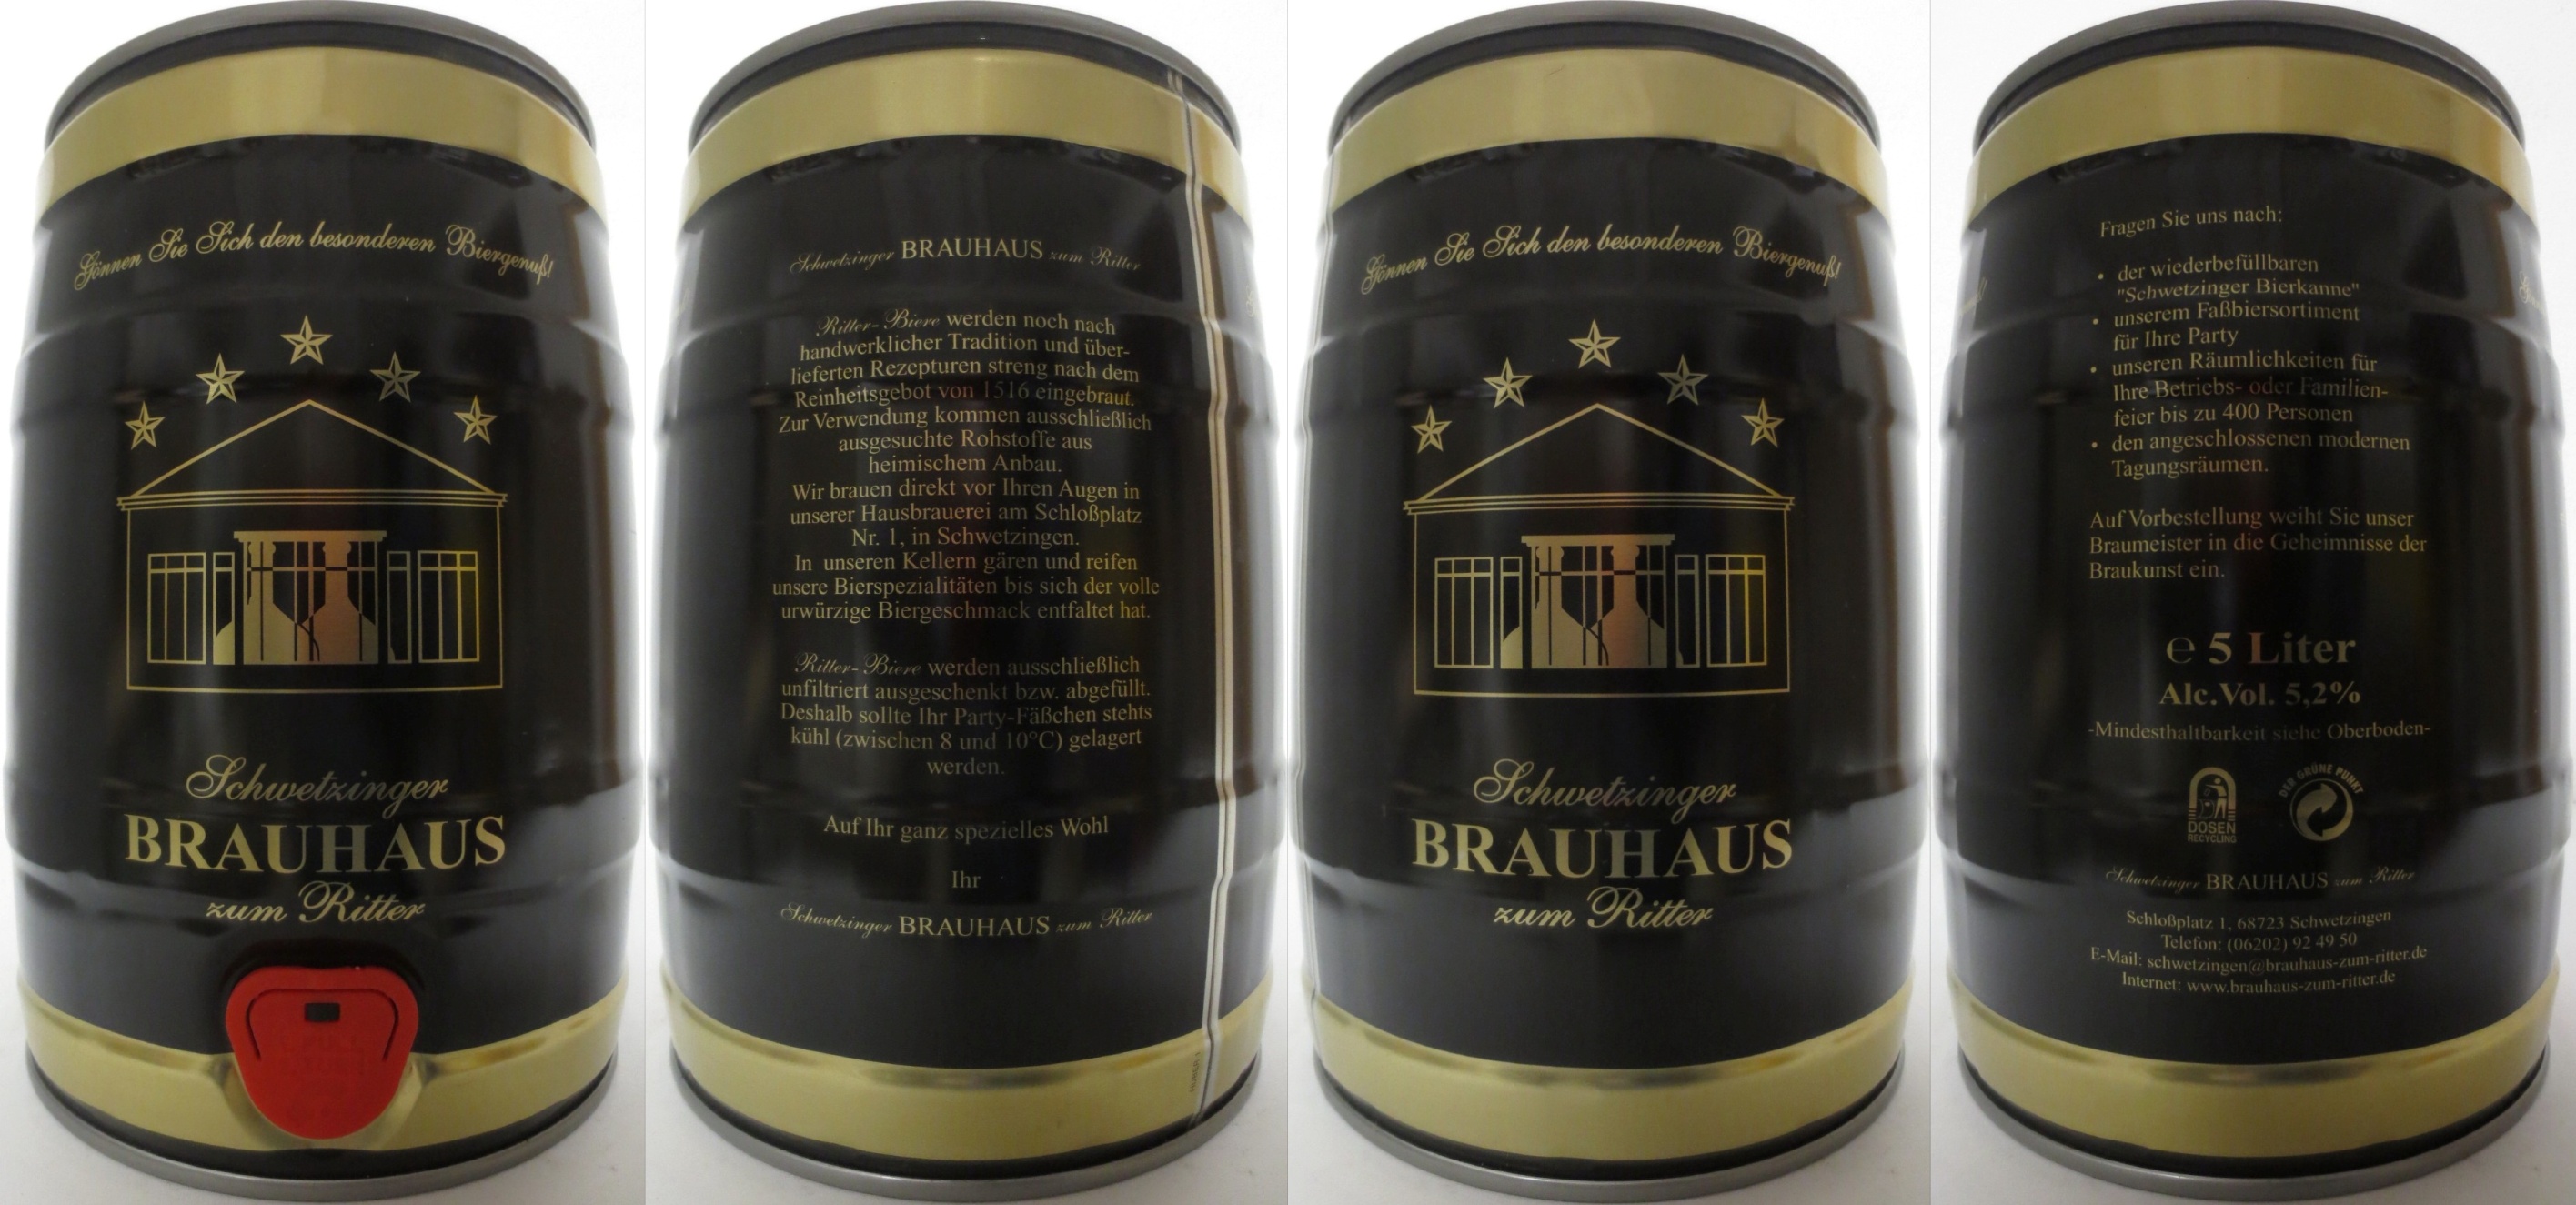 Gönnen Sie Sich den besonderen Biergenuß!
Schwetzinger
BRAUHAUS
zum Ritter
Schwetzinger BRAUHAUS zum Ritter
Ritter-Biere werden noch nach
handwerklicher Tradition und über-
lieferten Rezepturen streng nach dem
Reinheitsgebot von 1516 eingebraut.
Zur Verwendung kommen ausschließlich
ausgesuchte Rohstoffe aus
heimischem Anbau.
Wir brauen direkt vor Ihren Augen in
unserer Hausbrauerei am Schloßplatz
Nr. 1, in Schwetzingen.
In unseren Kellern gären und reifen
unsere Bierspezialitäten bis sich der volle
urwürzige Biergeschmack entfaltet hat.
Ritter-Biere werden ausschließlich
unfiltriert ausgeschenkt bzw. abgefüllt.
Deshalb sollte Ihr Party-Fäßchen stehts
kühl (zwischen 8 und 10°C) gelagert
werden.
Auf Ihr ganz spezielles Wohl
Ihr
Schwetzinger BRAUHAUS zum Ritter
Gönnen Sie Sich den besonderen Biergenuß!
Schwetzinger
BRAUHAUS
zum Ritter
Fragen Sie uns nach:
• der wiederbefüllbaren
"Schwetzinger Bierkanne"
• unserem Faßbiersortiment
für Ihre Party
• unseren Räumlichkeiten für
Ihre Betriebs- oder Familien-
feier bis zu 400 Personen
• den angeschlossenen modernen
Tagungsräumen.
Auf Vorbestellung weiht Sie unser
Braumeister in die Geheimnisse der
Braukunst ein.
℮ 5 Liter
Alc.Vol. 5,2%
-Mindesthaltbarkeit siehe Oberboden-
DOSEN
RECYCLING
DER GRÜNE PUNKT
Schwetzinger BRAUHAUS zum Ritter
Schloßplatz 1, 68723 Schwetzingen
Telefon: (06202) 92 49 50
E-Mail: schwetzingen@brauhaus-zum-ritter.de
Internet: www.brauhaus-zum-ritter.de